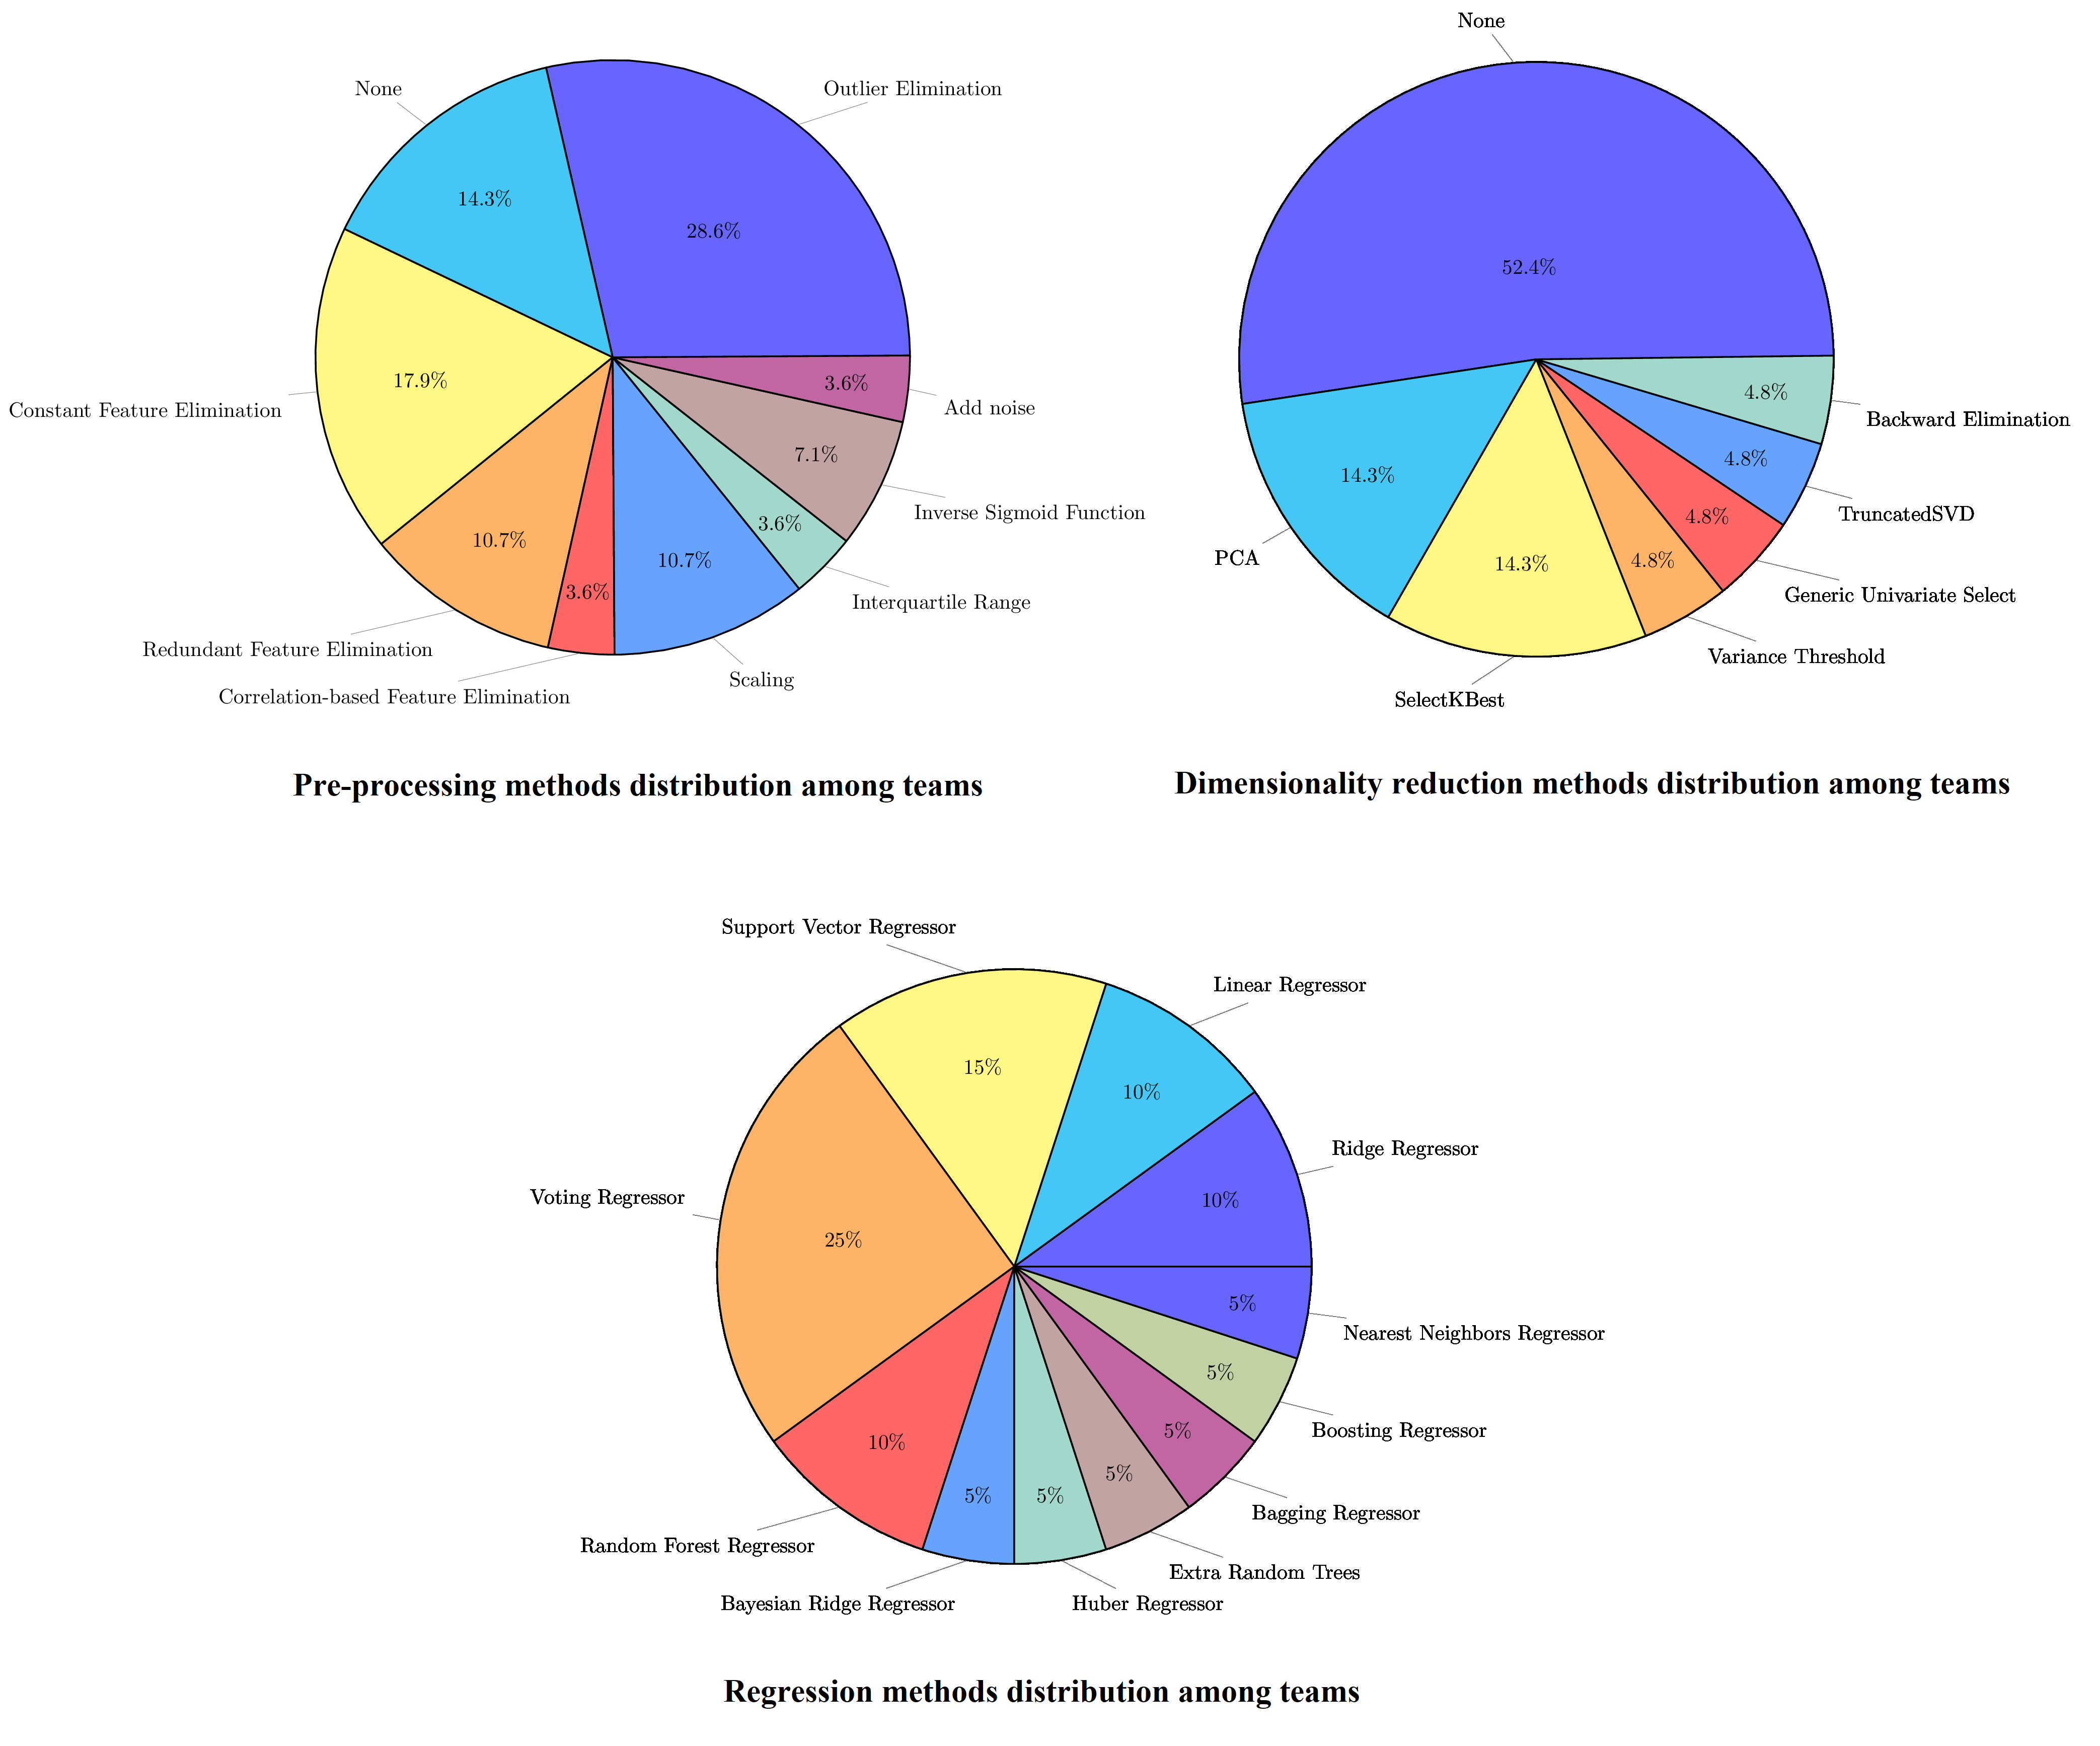 None
Outlier Elimination
14.3%
28.6%
17.9%
Constant Feature Elimination
3.6%
Add noise
7.1%
Inverse Sigmoid Function
10.7%
3.6%
10.7%
3.6%
Interquartile Range
Redundant Feature Elimination
Scaling
Correlation-based Feature Elimination
Pre-processing methods distribution among teams
None
52.4%
4.8%
Backward Elimination
14.3%
4.8%
TruncatedSVD
4.8%
PCA
14.3%
4.8%
Generic Univariate Select
Variance Threshold
SelectKBest
Dimensionality reduction methods distribution among teams
Support Vector Regressor
Linear Regressor
15%
10%
Ridge Regressor
Voting Regressor
10%
25%
5%
Nearest Neighbors Regressor
5%
Boosting Regressor
10%
5%
5%
5%
5%
Bagging Regressor
Random Forest Regressor
Extra Random Trees
Bayesian Ridge Regressor
Huber Regressor
Regression methods distribution among teams